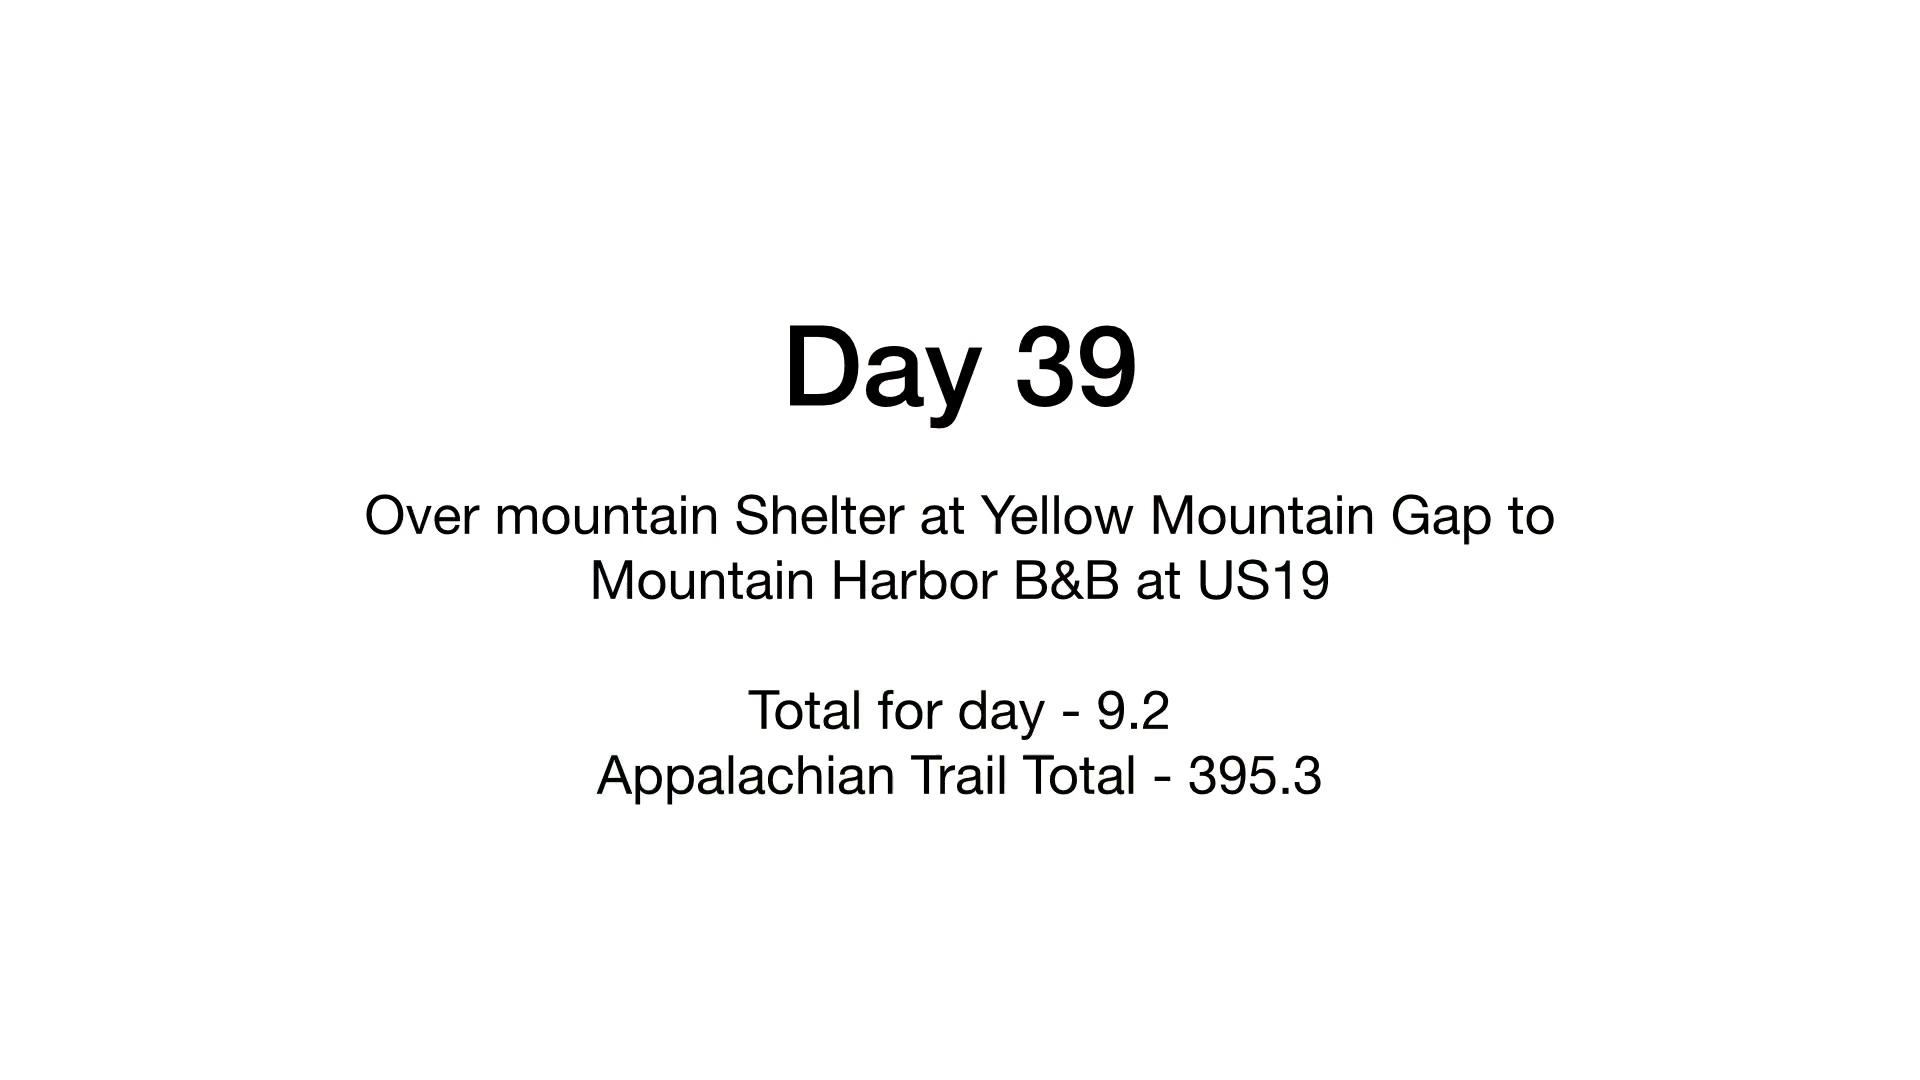 Day 39
Over mountain Shelter at Yellow Mountain Gap to
Mountain Harbor B&B at US19
Total for day - 9.2
Appalachian Trail Total - 395.3